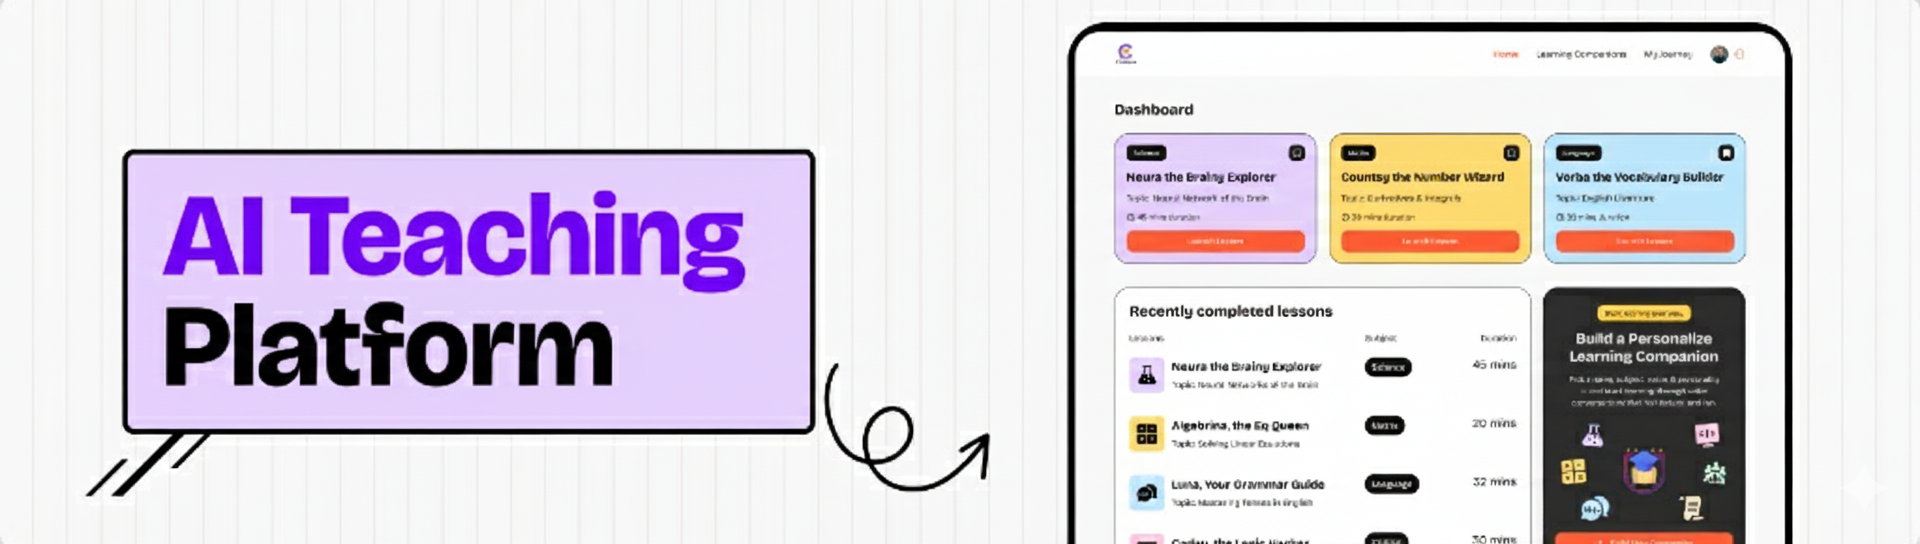 AI Teaching
Platform
Home Learning Companions My Journey
Dashboard
Science
Neura the Brainy Explorer
Topic: Neural Network of the Brain
45 mins duration
Launch Lesson
Maths
Countsy the Number Wizard
Topic: Derivatives & Integrals
30 mins duration
Launch Lesson
Language
Verba the Vocabulary Builder
Topic: English Literature
30 mins duration
Launch Lesson
Recently completed lessons
Lessons Subject Duration
Neura the Brainy Explorer Science 45 mins
Topic: Neural Networks of the Brain
Algebrina, the Eq Queen Maths 20 mins
Topic: Solving Linear Equations
Luna, Your Grammar Guide Language 32 mins
Topic: Mastering Tenses in English
30 mins
Build a Personalize
Learning Companion